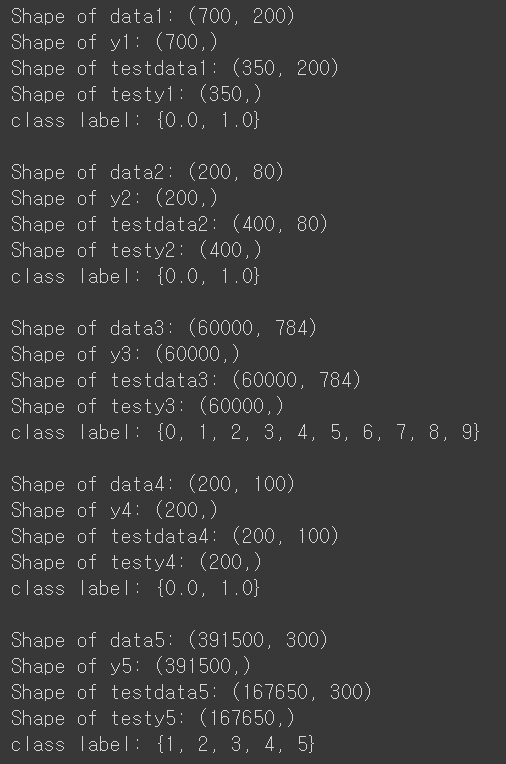 Shape of data1: (700, 200)
Shape of y1: (700,)
Shape of testdata1: (350, 200)
Shape of testy1: (350,)
class label: {0.0, 1.0}
Shape of data2: (200, 80)
Shape of y2: (200,)
Shape of testdata2: (400, 80)
Shape of testy2: (400,)
class label: {0.0, 1.0}
Shape of data3: (60000, 784)
Shape of y3: (60000,)
Shape of testdata3: (60000, 784)
Shape of testy3: (60000,)
class label: {0, 1, 2, 3, 4, 5, 6, 7, 8, 9}
Shape of data4: (200, 100)
Shape of y4: (200,)
Shape of testdata4: (200, 100)
Shape of testy4: (200,)
class label: {0.0, 1.0}
Shape of data5: (391500, 300)
Shape of y5: (391500,)
Shape of testdata5: (167650, 300)
Shape of testy5: (167650,)
class label: {1, 2, 3, 4, 5}